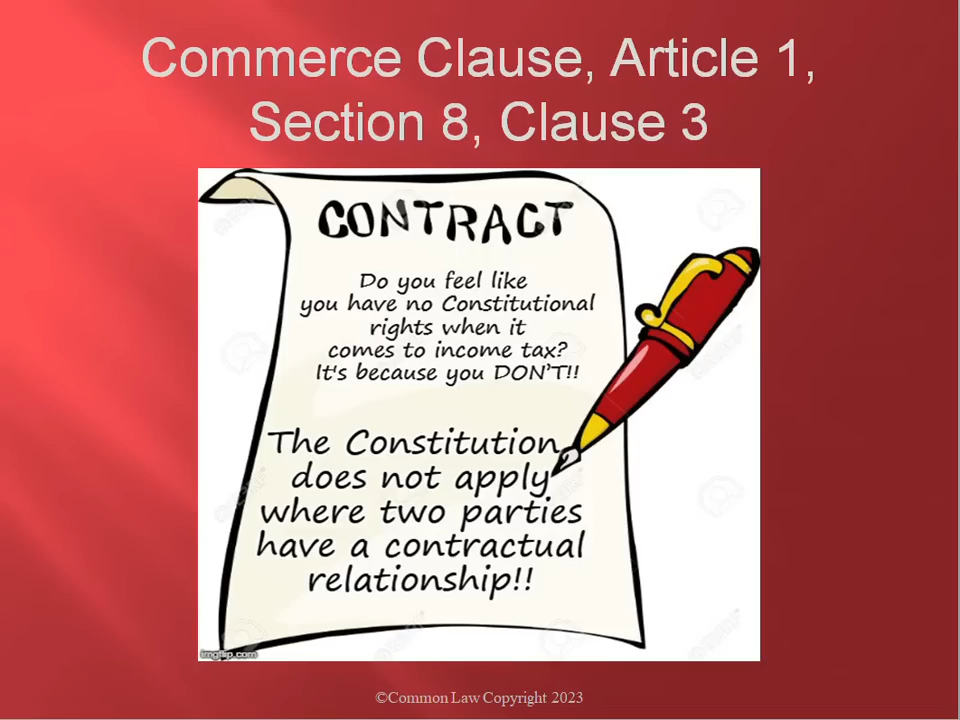 Commerce Clause, Article 1,
Section 8, Clause 3
CONTRACT
Do you feel like
you have no Constitutional
rights when it
comes to income tax?
It's because you DON'T!!
The Constitution
does not apply
where two parties
have a contractual
relationship!!
imgflip.com
©Common Law Copyright 2023